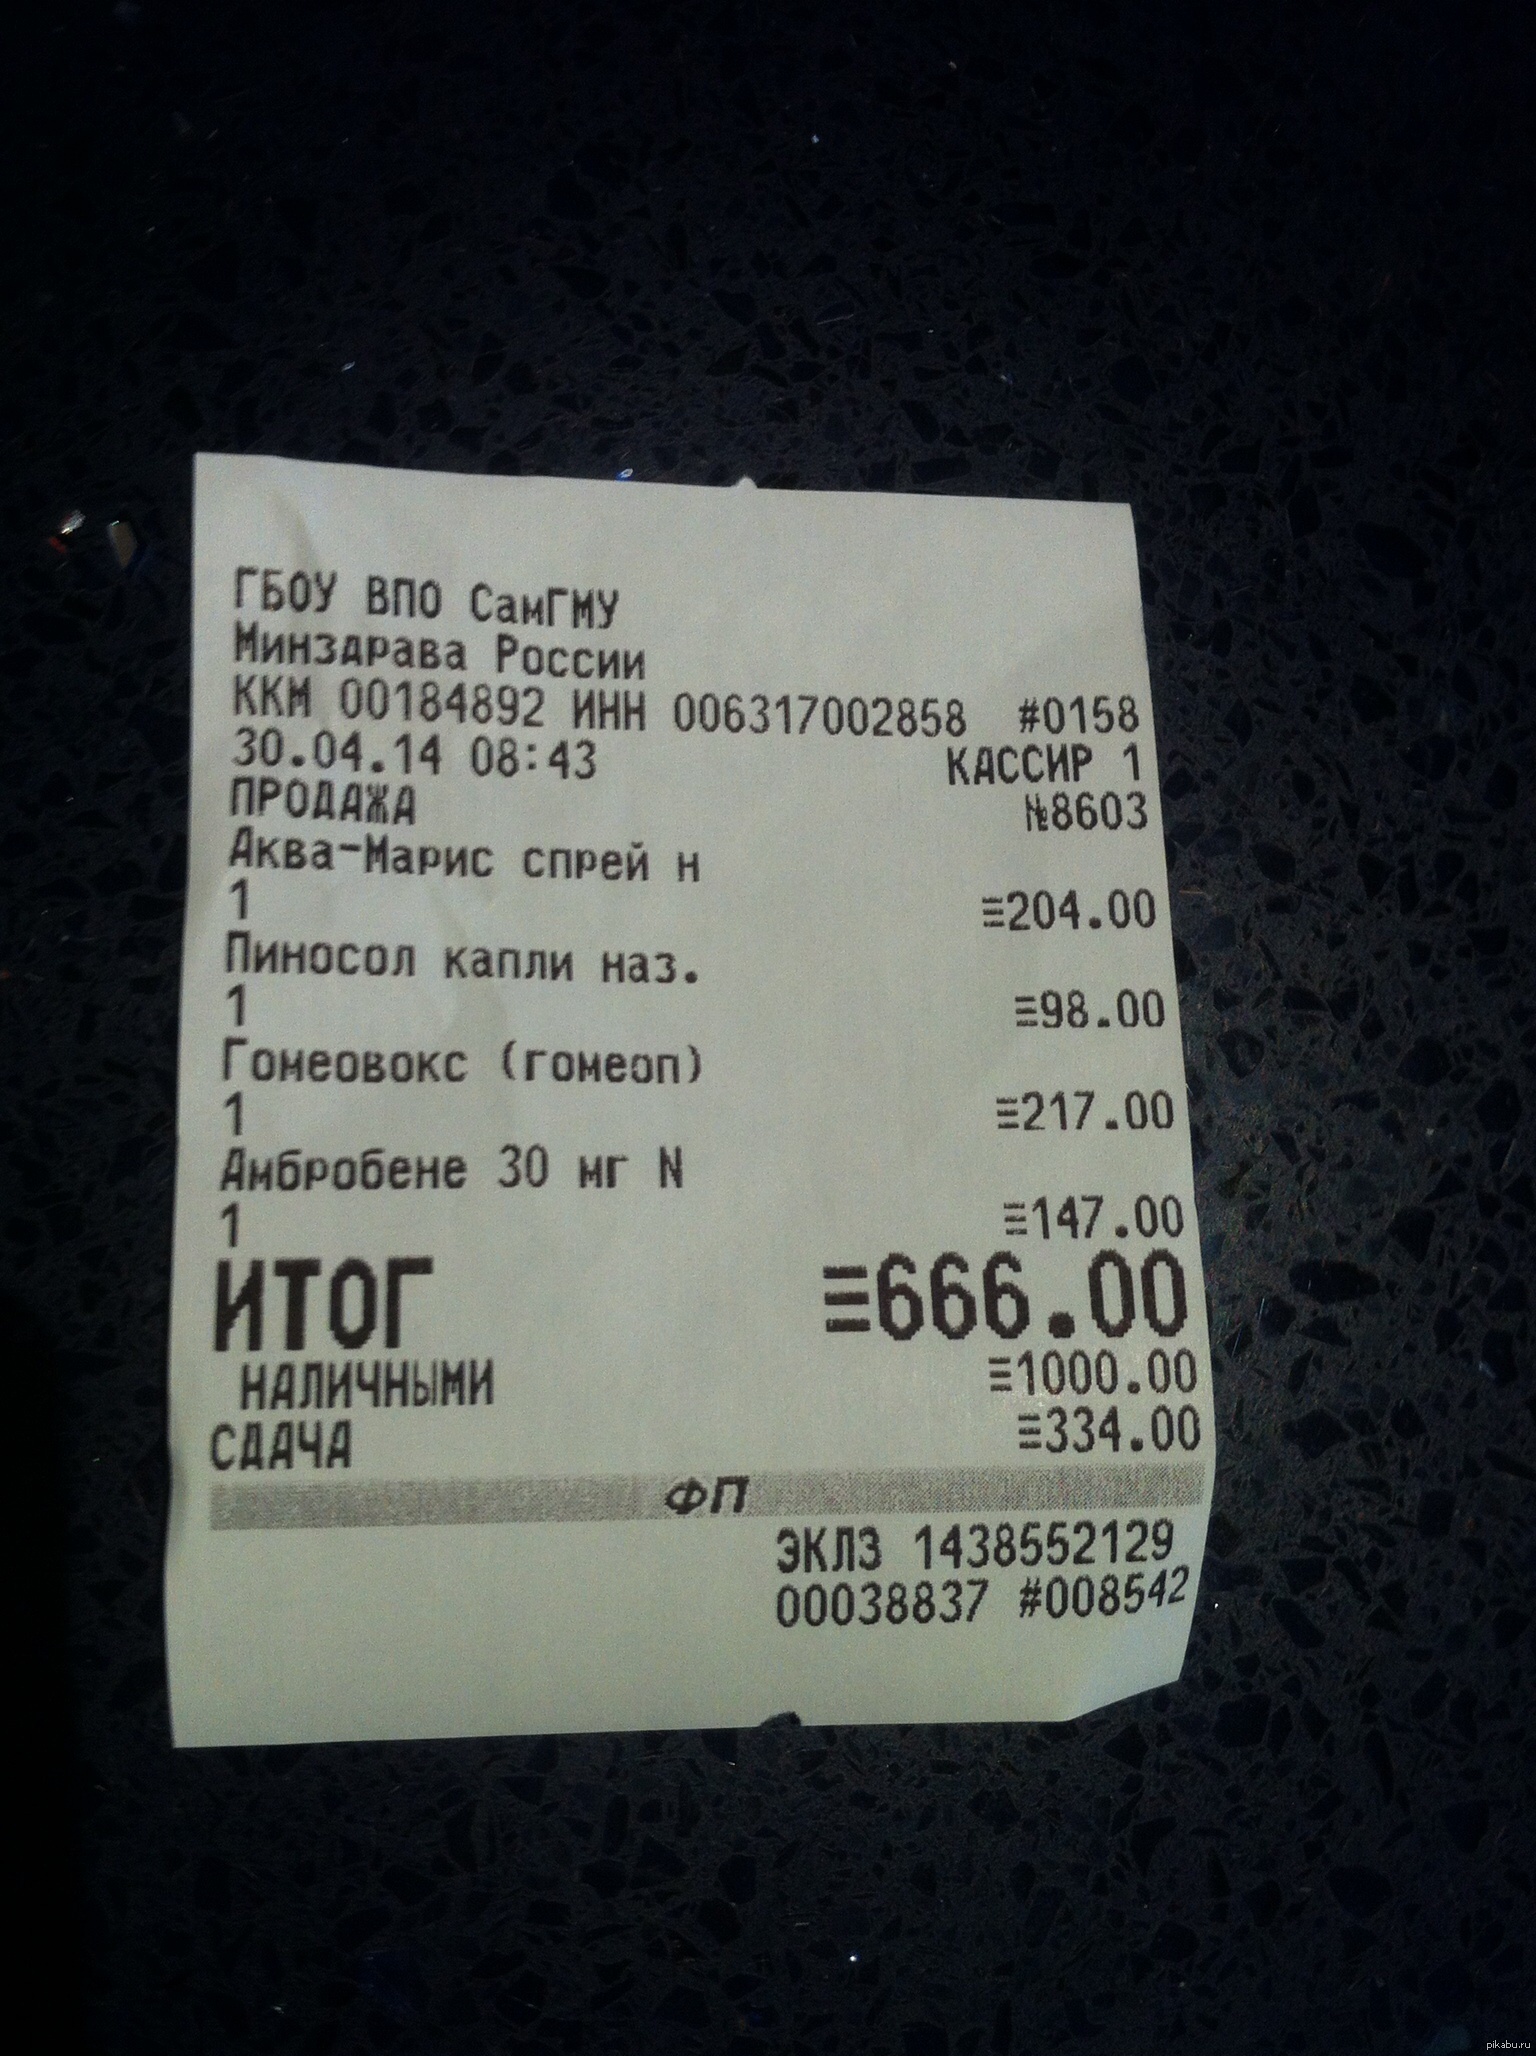 ГБОУ ВПО СамГМУ
Минздрава России
ККМ 00184892 ИНН 006317002858 #0158
30.04.14 08:43 КАССИР 1
ПРОДАЖА №8603
Аква-Марис спрей н
1 ≡204.00
Пиносол капли наз.
1 ≡98.00
Гомеовокс (гомеоп)
1 ≡217.00
Амбробене 30 мг N
1 ≡147.00
ИТОГ ≡666.00
НАЛИЧНЫМИ ≡1000.00
СДАЧА ≡334.00
ФП
ЭКЛЗ 1438552129
00038837 #008542
pikabu.ru